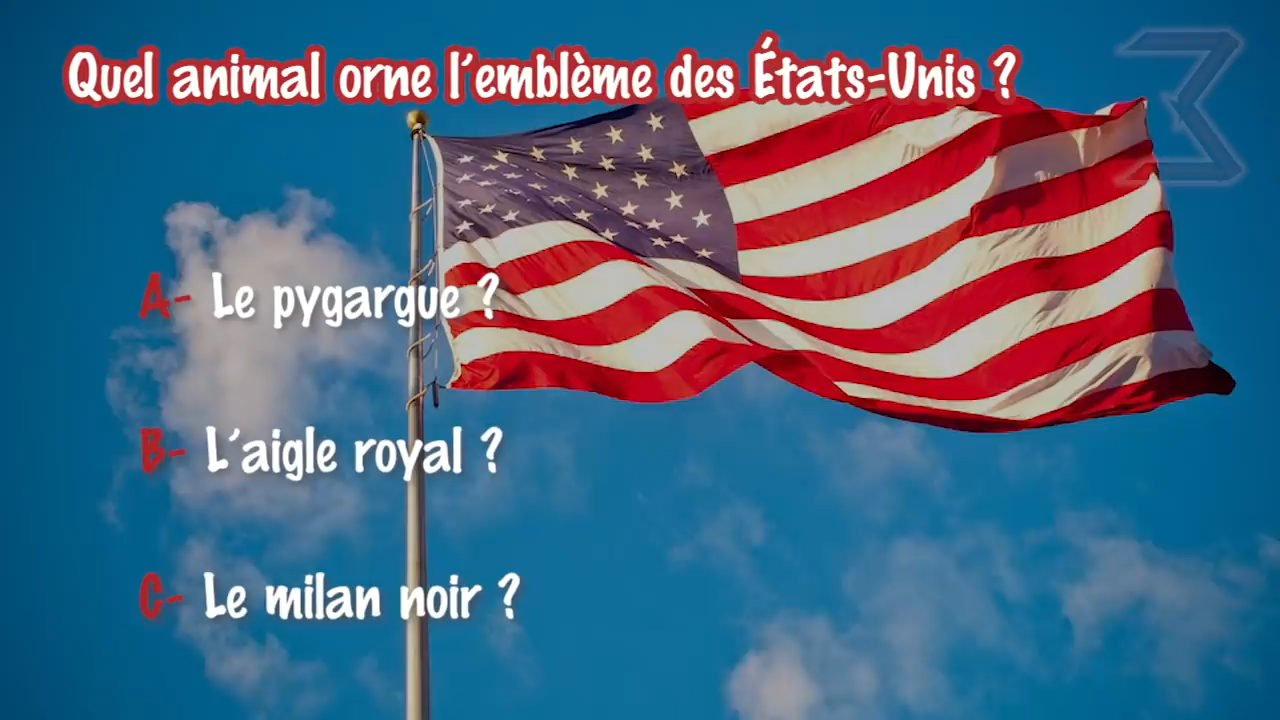 Quel animal orne l'emblème des États-Unis ?
A- Le pygargue ?
B- L'aigle royal ?
C- Le milan noir ?